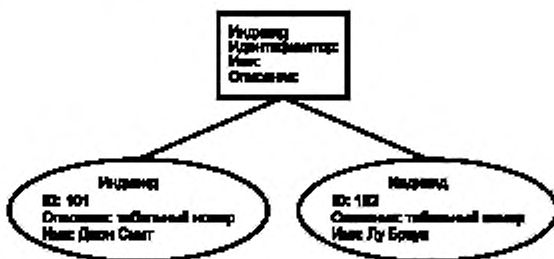 Индивид
Идентификатор:
Имя:
Описание:
Индивид
ID: 101
Описание: табельный номер
Имя: Джон Смит
Индивид
ID: 102
Описание: табельный номер
Имя: Лу Браун